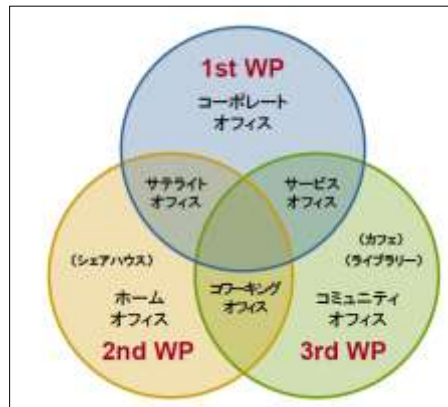 1st WP
コーポレート
オフィス
サテライト
オフィス
サービス
オフィス
(シェアハウス)
(カフェ)
(ライブラリー)
コワーキング
オフィス
ホーム
オフィス
コミュニティ
オフィス
2nd WP
3rd WP